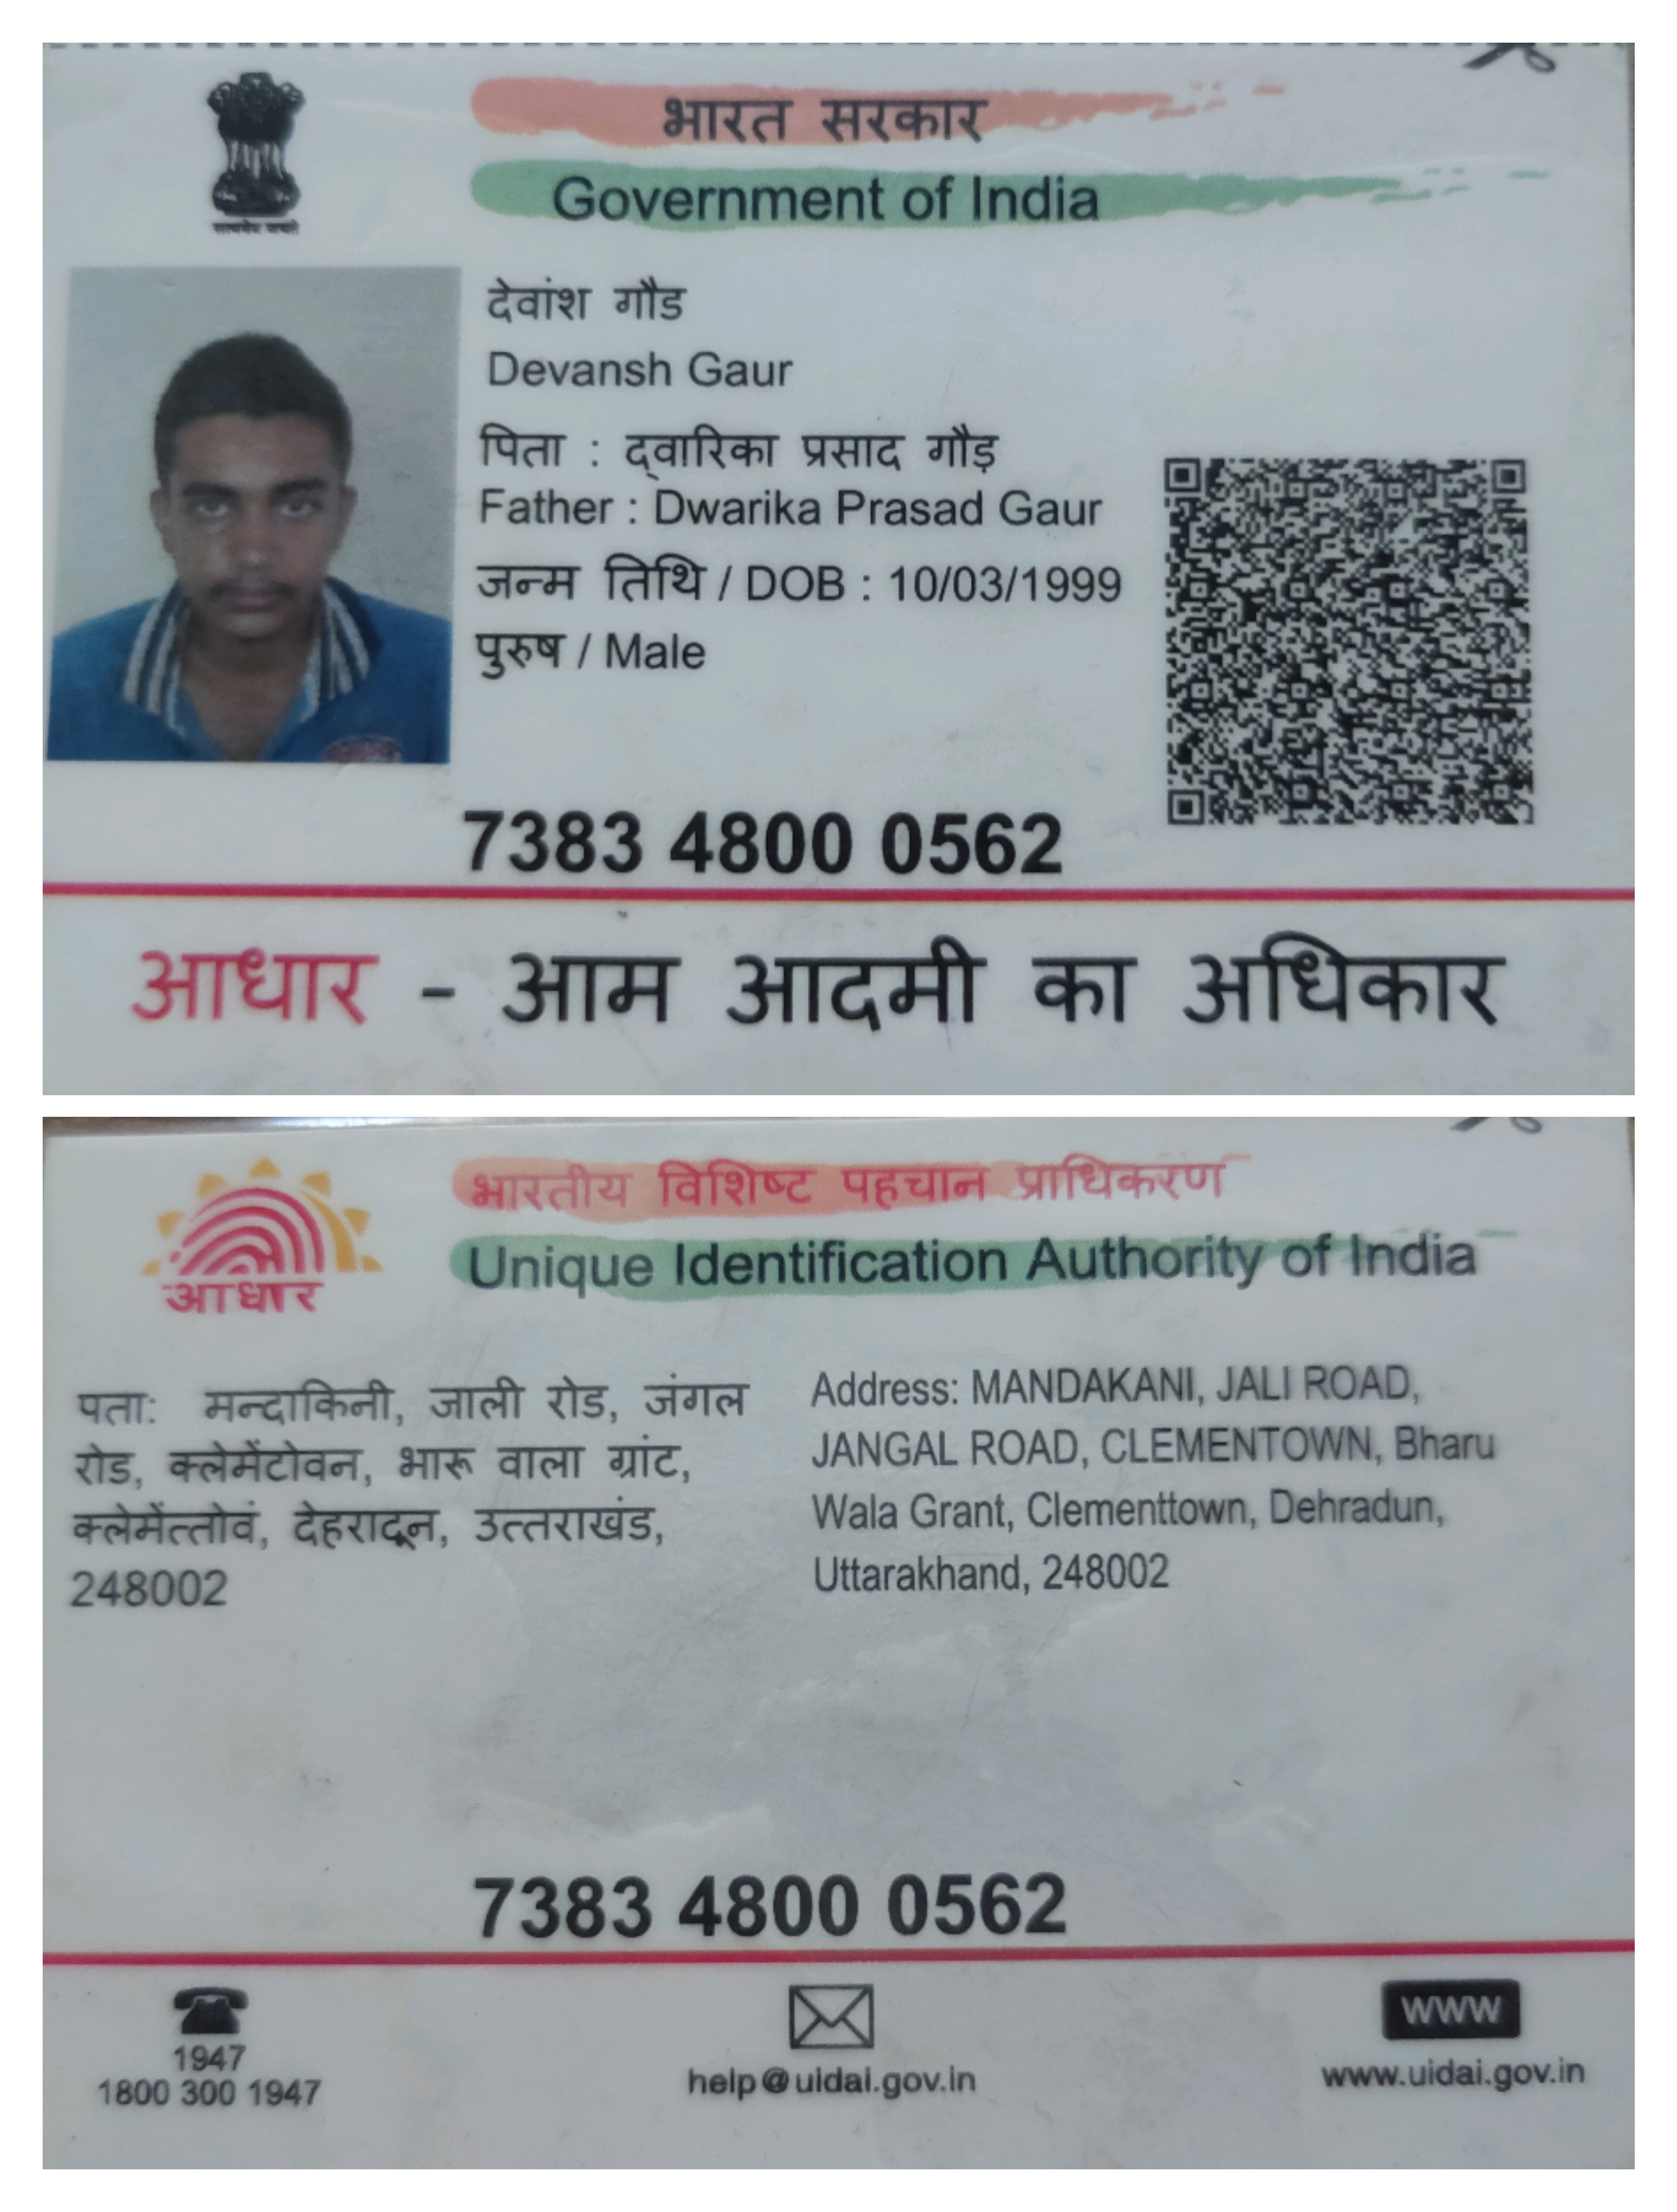 भारत सरकार
Government of India
सत्यमेव जयते
देवांश गौड
Devansh Gaur
पिता : द्वारिका प्रसाद गौड़
Father : Dwarika Prasad Gaur
जन्म तिथि / DOB : 10/03/1999
पुरुष / Male
7383 4800 0562
आधार - आम आदमी का अधिकार
भारतीय विशिष्ट पहचान प्राधिकरण
Unique Identification Authority of India
आधार
पता: मन्दाकिनी, जाली रोड, जंगल
रोड, क्लेमेंटोवन, भारू वाला ग्रांट,
क्लेमेंत्तोवं, देहरादून, उत्तराखंड,
248002
Address: MANDAKANI, JALI ROAD,
JANGAL ROAD, CLEMENTOWN, Bharu
Wala Grant, Clementtown, Dehradun,
Uttarakhand, 248002
7383 4800 0562
1947
1800 300 1947
help@uidai.gov.in
www
www.uidai.gov.in